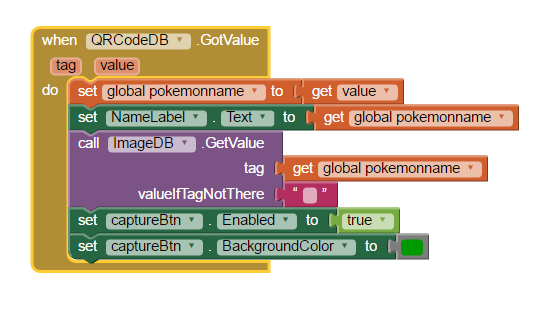 when QRCodeDB .GotValue
tag value
do set global pokemonname to get value
set NameLabel . Text to get global pokemonname
call ImageDB .GetValue
tag get global pokemonname
valueIfTagNotThere " "
set captureBtn . Enabled to true
set captureBtn . BackgroundColor to